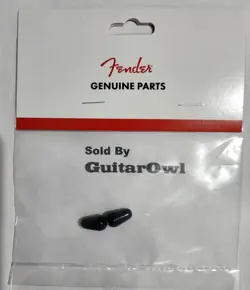 Fender
GENUINE PARTS
Sold By
GuitarOwl